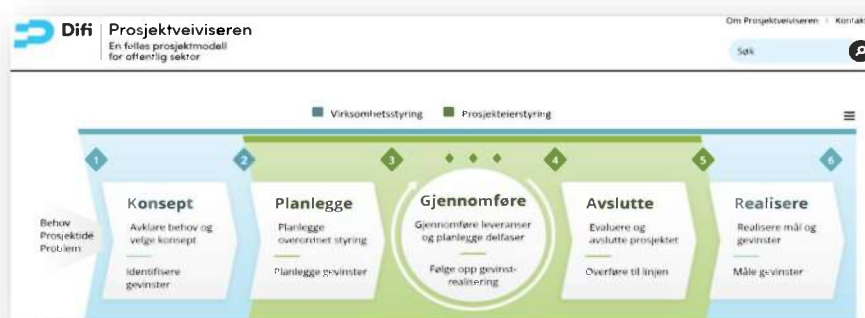 Difi
Prosjektveiviseren
En felles prosjektmodell
for offentlig sektor
Om Prosjektveiviseren
Kontakt
Søk
Virksomhetsstyring
Prosjekteierstyring
1
2
3
4
5
6
Behov
Prosjektide
Problem
Konsept
Avklare behov og
velge konsept
Identifisere
gevinster
Planlegge
Planlegge
overordnet styring
Planlegge gevinster
Gjennomføre
Gjennomføre leveranser
og planlegge delfaser
Følge opp gevinst-
realisering
Avslutte
Evaluere og
avslutte prosjektet
Overføre til linjen
Realisere
Realisere mål og
gevinster
Måle gevinster